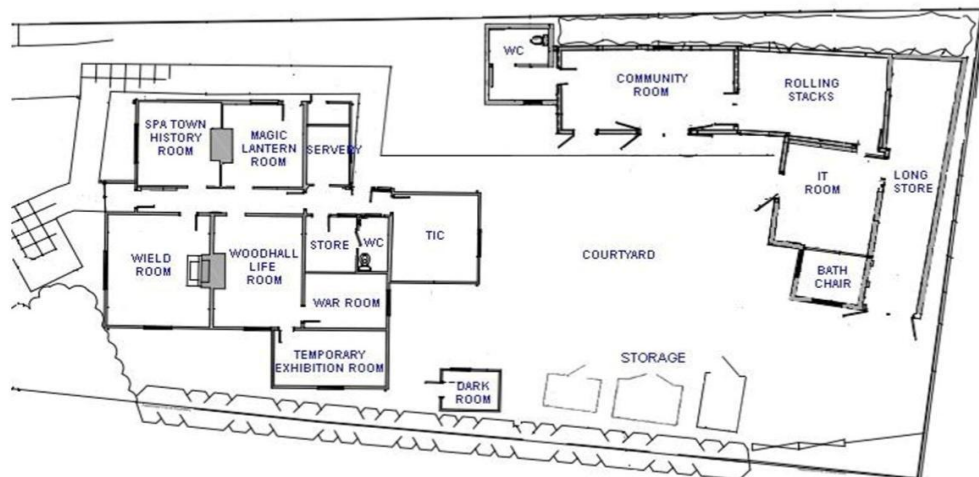 WC
COMMUNITY
ROOM
ROLLING
STACKS
SPA TOWN
HISTORY
ROOM
MAGIC
LANTERN
ROOM
SERVERY
IT
ROOM
LONG
STORE
WIELD
ROOM
WOODHALL
LIFE
ROOM
STORE
WC
TIC
COURTYARD
BATH
CHAIR
WAR ROOM
TEMPORARY
EXHIBITION ROOM
DARK
ROOM
STORAGE